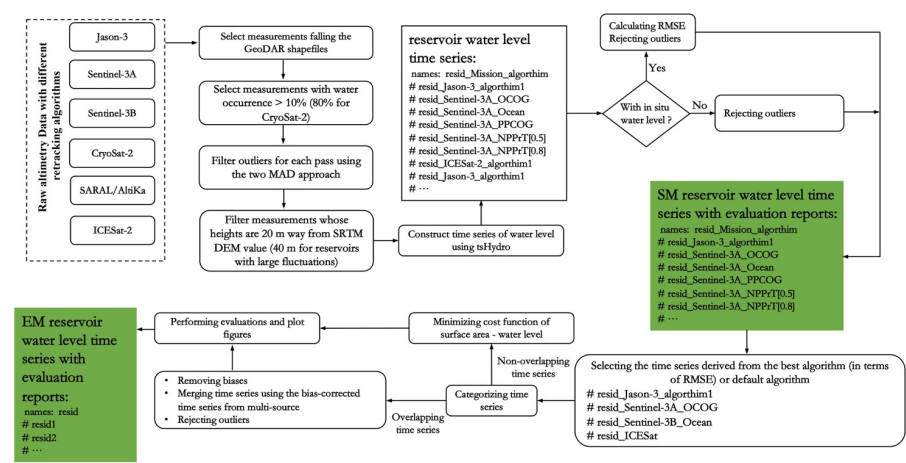 Raw altimetry Data with different
retracking algorithms
Jason-3
Sentinel-3A
Sentinel-3B
CryoSat-2
SARAL/AltiKa
ICESat-2
Select measurements falling the
GeoDAR shapefiles
Select measurements with water
occurrence > 10% (80% for
CryoSat-2)
Filter outliers for each pass using
the two MAD approach
Filter measurements whose
heights are 20 m way from SRTM
DEM value (40 m for reservoirs
with large fluctuations)
Construct time series of water level
using tsHydro
reservoir water level
time series:
names: resid_Mission_algorthim
# resid_Jason-3_algorthim1
# resid_Sentinel-3A_OCOG
# resid_Sentinel-3A_Ocean
# resid_Sentinel-3A_PPCOG
# resid_Sentinel-3A_NPPrT[0.5]
# resid_Sentinel-3A_NPPrT[0.8]
# resid_ICESat-2_algorthim1
# resid_Jason-3_algorthim1
# ⋯
With in situ
water level ?
Yes
Calculating RMSE
Rejecting outliers
No
Rejecting outliers
SM reservoir water level time
series with evaluation reports:
names: resid_Mission_algorthim
# resid_Jason-3_algorthim1
# resid_Sentinel-3A_OCOG
# resid_Sentinel-3A_Ocean
# resid_Sentinel-3A_PPCOG
# resid_Sentinel-3A_NPPrT[0.5]
# resid_Sentinel-3A_NPPrT[0.8]
# ⋯
Selecting the time series derived from the best algorithm (in terms
of RMSE) or default algorithm
# resid_Jason-3_algorthim1
# resid_Sentinel-3A_OCOG
# resid_Sentinel-3B_Ocean
# resid_ICESat
Categorizing time
series
Non-overlapping
time series
Minimizing cost function of
surface area - water level
Overlapping
time series
• Removing biases
• Merging time series using the bias-corrected
time series from multi-source
• Rejecting outliers
Performing evaluations and plot
figures
EM reservoir
water level time
series with
evaluation
reports:
names: resid
# resid1
# resid2
# ⋯